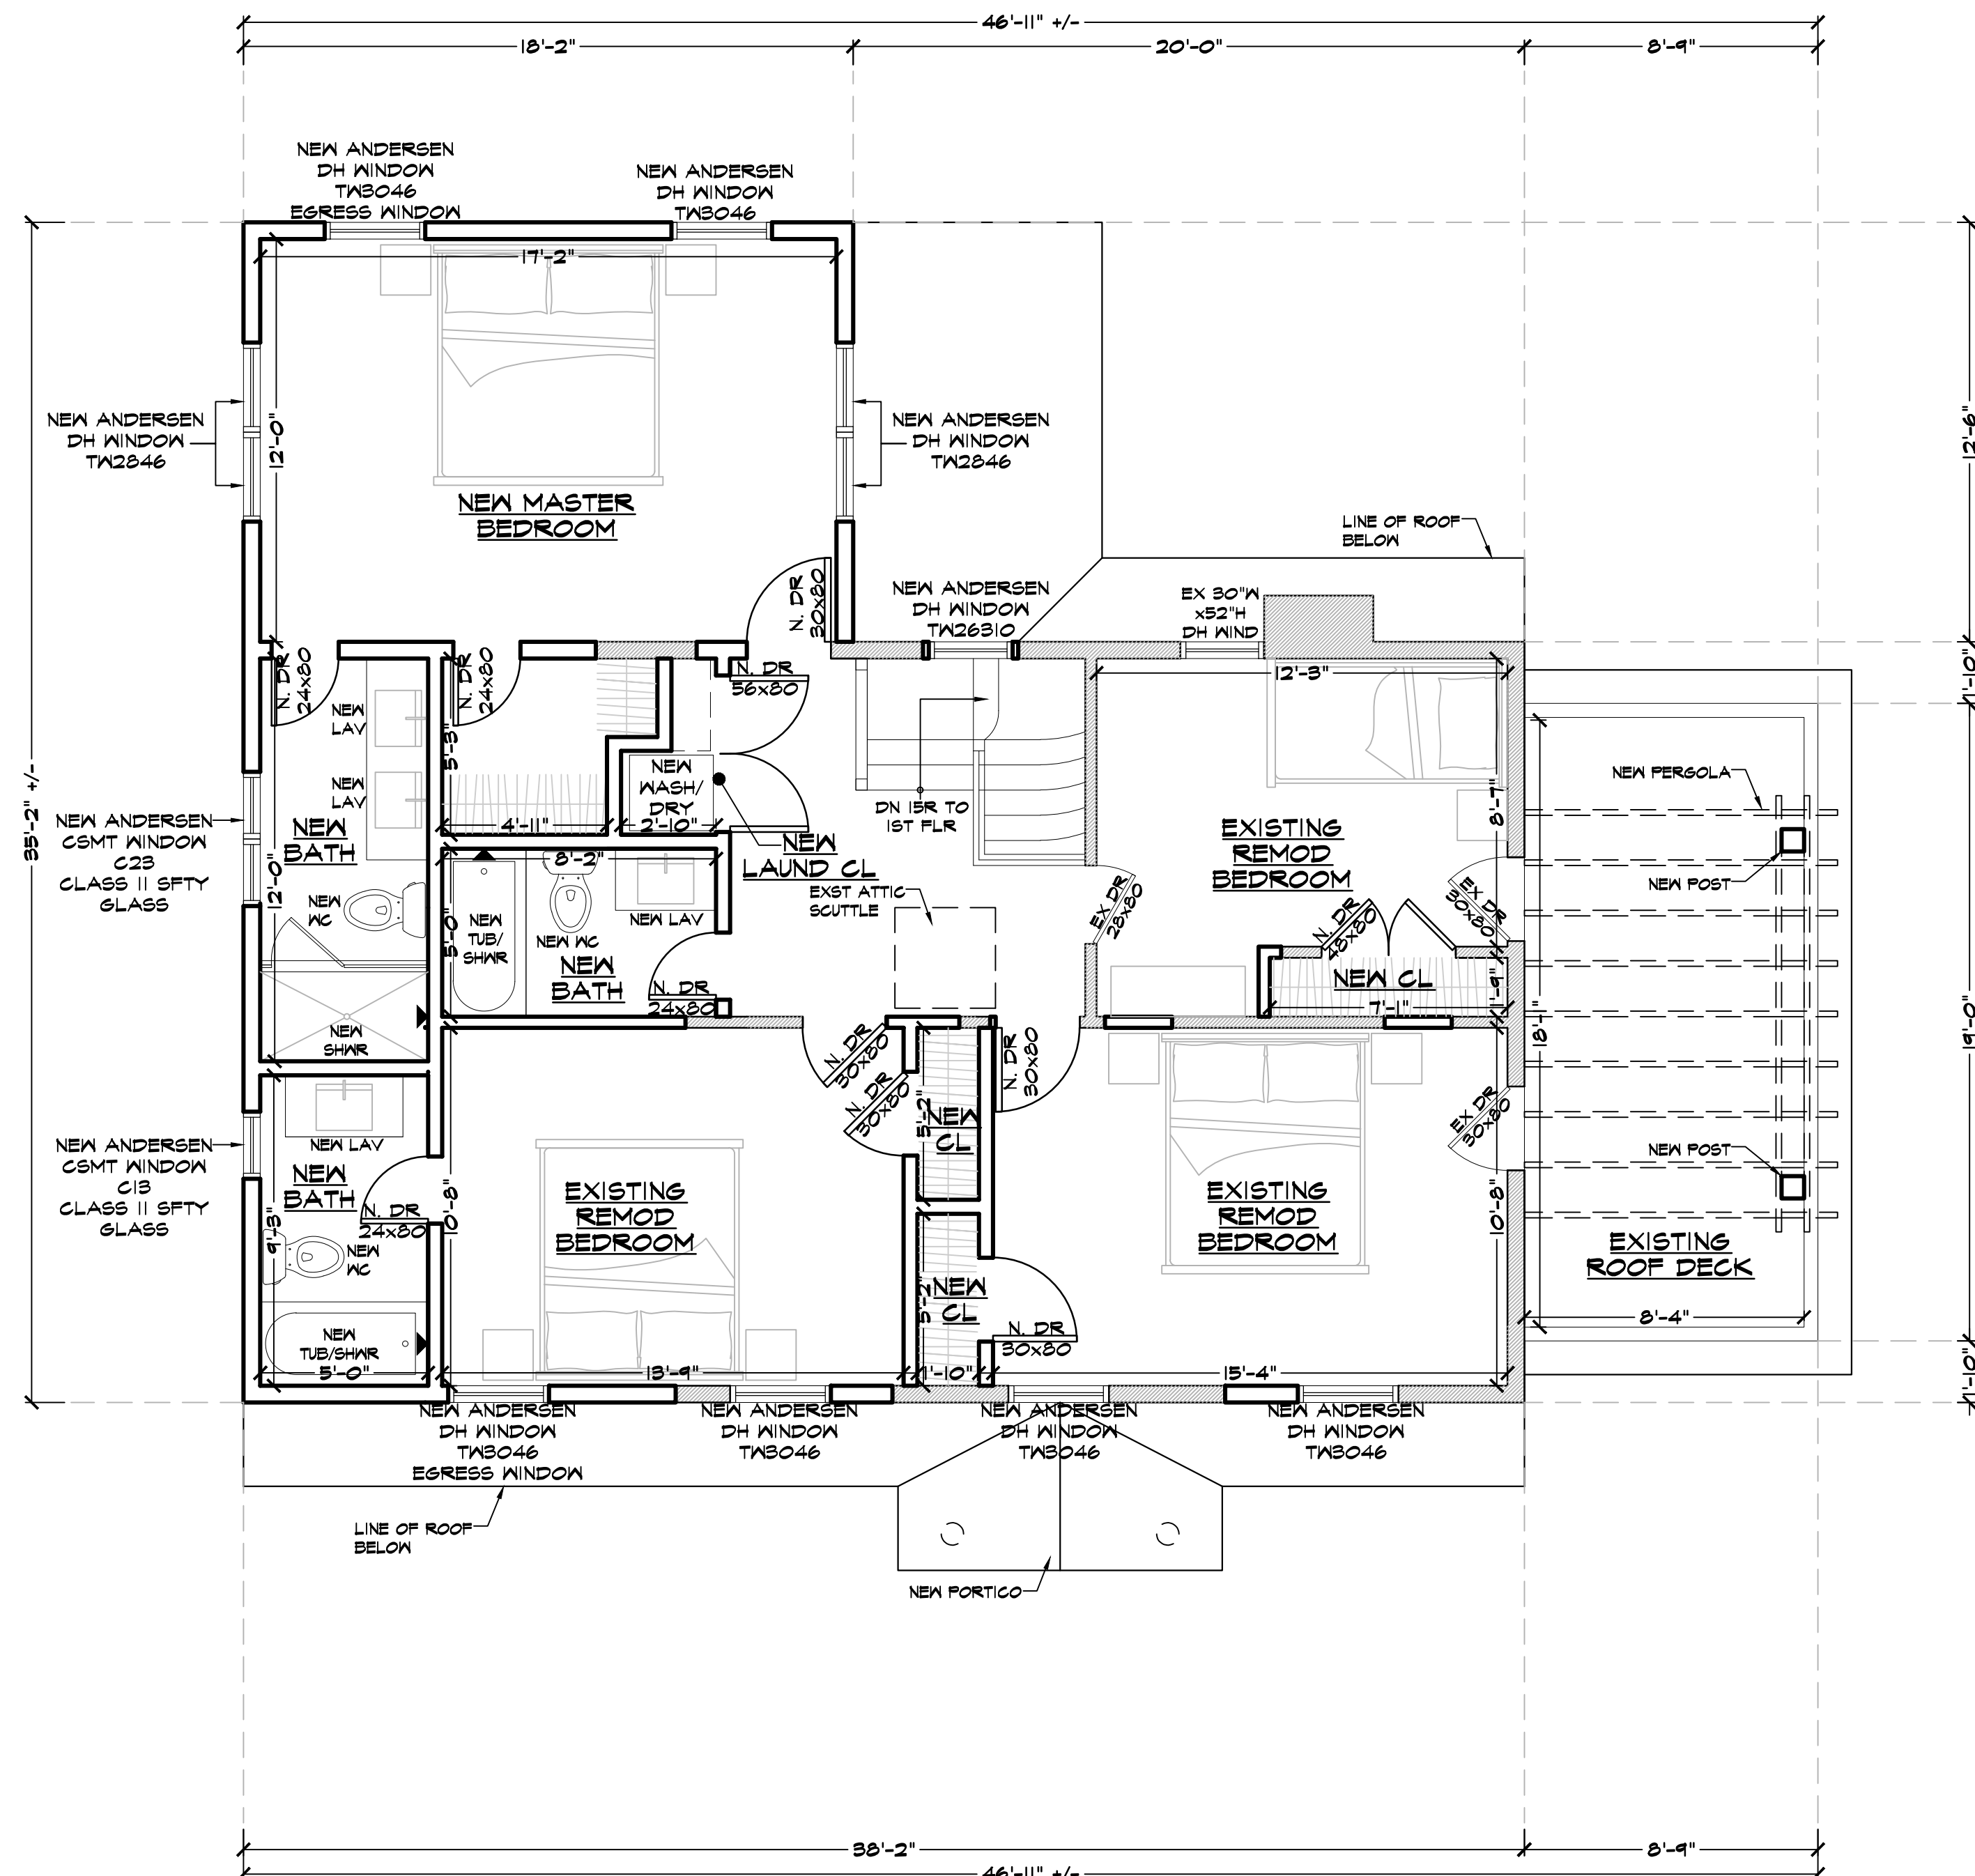 46'-11" +/-
18'-2"
20'-0"
8'-9"
NEW ANDERSEN
DH WINDOW
TW3046
EGRESS WINDOW
NEW ANDERSEN
DH WINDOW
TW3046
17'-2"
35'-2" +/-
12'-0"
12'-6"
NEW ANDERSEN
DH WINDOW
TW2846
NEW ANDERSEN
DH WINDOW
TW2846
NEW MASTER
BEDROOM
LINE OF ROOF
BELOW
N. DR
30x80
NEW ANDERSEN
DH WINDOW
TW26310
EX 30"W
x52"H
DH WIND
N. DR
24x80
N. DR
24x80
N. DR
56x80
12'-3"
1'-10"
NEW
LAV
NEW
LAV
5'-3"
NEW
WASH/
DRY
4'-11"
2'-10"
DN 15R TO
1ST FLR
NEW
LAUND CL
NEW PERGOLA
8'-7"
EXISTING
REMOD
BEDROOM
NEW ANDERSEN
CSMT WINDOW
C23
CLASS II SFTY
GLASS
NEW
BATH
12'-0"
8'-2"
NEW
WC
NEW
TUB/
SHWR
5'-0"
NEW LAV
NEW WC
NEW
BATH
N. DR
24x80
EXST ATTIC
SCUTTLE
EX DR
28x80
N. DR
48x80
EX DR
30x80
NEW POST
NEW CL
7'-1"
1'-9"
18'-1"
19'-0"
NEW
SHWR
N. DR
30x80
N. DR
30x80
N. DR
30x80
5'-2"
NEW
CL
EX DR
30x80
NEW POST
NEW ANDERSEN
CSMT WINDOW
C13
CLASS II SFTY
GLASS
NEW LAV
NEW
BATH
N. DR
24x80
9'-3"
NEW
WC
10'-8"
EXISTING
REMOD
BEDROOM
EXISTING
REMOD
BEDROOM
10'-8"
EXISTING
ROOF DECK
5'-2"
NEW
CL
N. DR
30x80
NEW
TUB/SHWR
8'-4"
5'-0"
13'-9"
1'-10"
15'-4"
1'-10"
NEW ANDERSEN
DH WINDOW
TW3046
EGRESS WINDOW
NEW ANDERSEN
DH WINDOW
TW3046
NEW ANDERSEN
DH WINDOW
TW3046
NEW ANDERSEN
DH WINDOW
TW3046
LINE OF ROOF
BELOW
NEW PORTICO
38'-2"
8'-9"
46'-11" +/-